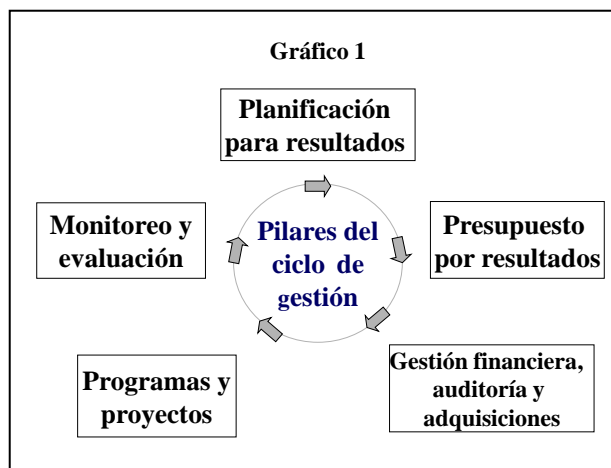 Gráfico 1
Planificación
para resultados
Monitoreo y
evaluación
Pilares del
ciclo de
gestión
Presupuesto
por resultados
Programas y
proyectos
Gestión financiera,
auditoría y
adquisiciones